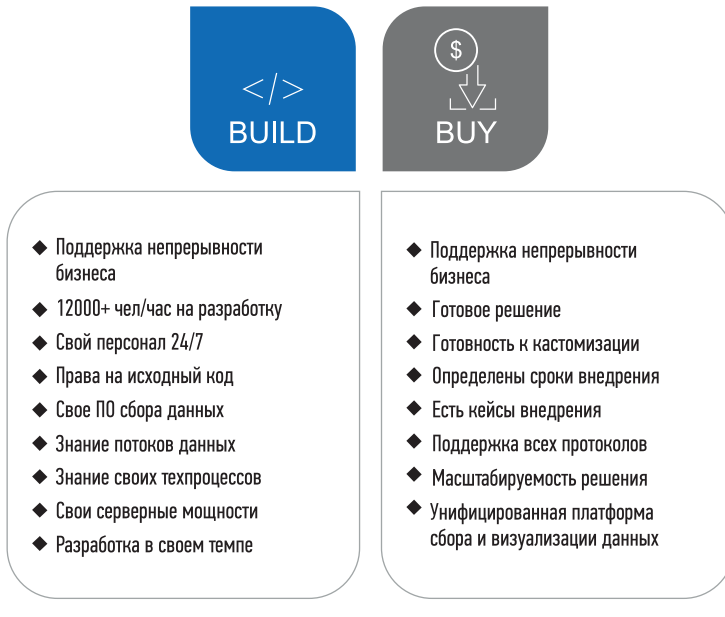 $
</>
BUILD
BUY
Поддержка непрерывности
бизнеса
12000+ чел/час на разработку
Свой персонал 24/7
Права на исходный код
Свое ПО сбора данных
Знание потоков данных
Знание своих техпроцессов
Свои серверные мощности
Разработка в своем темпе
Поддержка непрерывности
бизнеса
Готовое решение
Готовность к кастомизации
Определены сроки внедрения
Есть кейсы внедрения
Поддержка всех протоколов
Масштабируемость решения
Унифицированная платформа
сбора и визуализации данных